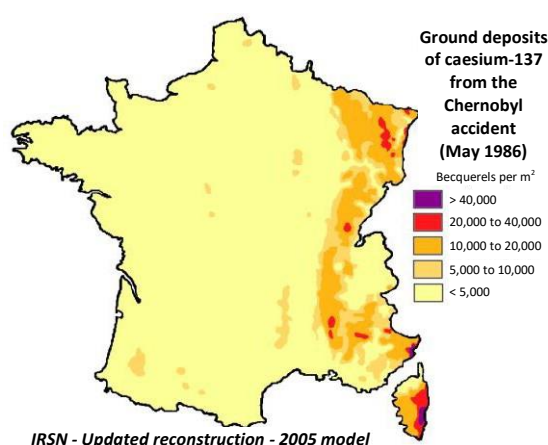 Ground deposits
of caesium-137
from the
Chernobyl
accident
(May 1986)
Becquerels per m²
> 40,000
20,000 to 40,000
10,000 to 20,000
5,000 to 10,000
< 5,000
IRSN - Updated reconstruction - 2005 model